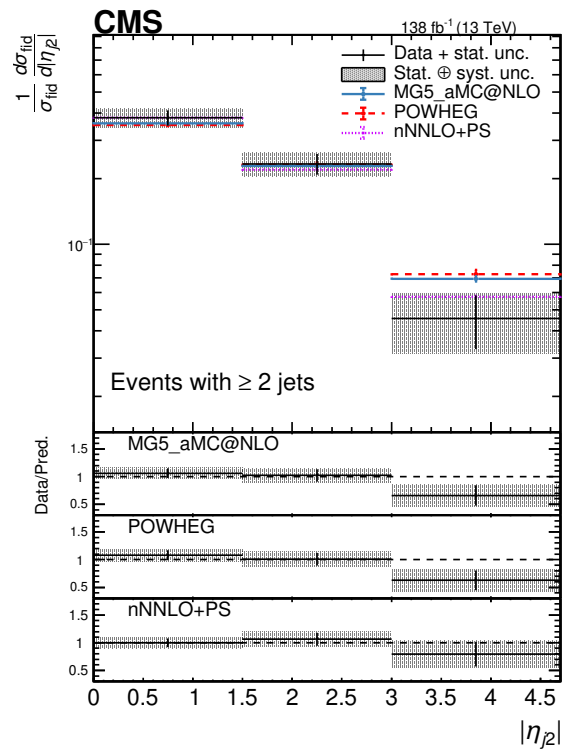 CMS
138 fb⁻¹ (13 TeV)
1/σ_fid dσ_fid/d|η_j2|
Data + stat. unc.
Stat. ⊕ syst. unc.
MG5_aMC@NLO
POWHEG
nNNLO+PS
10⁻¹
Events with ≥ 2 jets
Data/Pred.
MG5_aMC@NLO
1.5
1
0.5
POWHEG
1.5
1
0.5
nNNLO+PS
1.5
1
0.5
0 0.5 1 1.5 2 2.5 3 3.5 4 4.5
|η_j2|